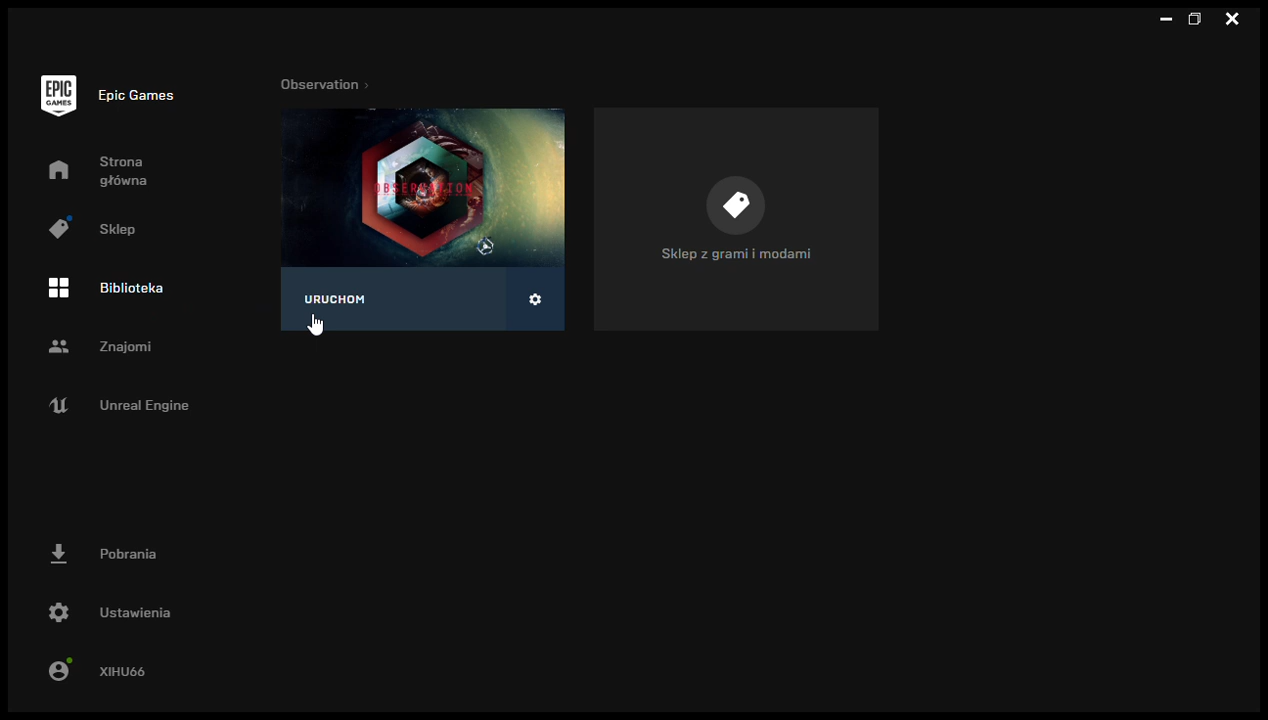 EPIC
GAMES
Epic Games
Strona
główna
Sklep
Biblioteka
Znajomi
Unreal Engine
Pobrania
Ustawienia
XIHU66
Observation ›
OBSERVATION
URUCHOM
Sklep z grami i modami